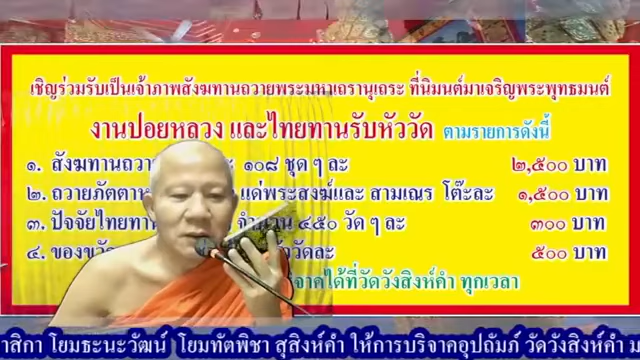 เชิญร่วมรับเป็นเจ้าภาพสังฆทานถวายพระมหาเถรานุเถระ ที่นิมนต์มาเจริญพระพุทธมนต์
งานปอยหลวง และไทยทานรับหัววัด ตามรายการดังนี้
๑. สังฆทานถวา ๑๐๘ ชุด ๆ ละ ๒,๕๐๐ บาท
๒. ถวายภัตตาห แด่พระสงฆ์และ สามเณร โต๊ะละ ๑,๕๐๐ บาท
๓. ปัจจัยไทยทาน จำนวน ๔๕๐ วัด ๆ ละ ๓๐๐ บาท
๔. ของขวั วัดละ ๕๐๐ บาท
จาคได้ที่วัดวังสิงห์คำ ทุกเวลา
าสิกา โยมธะนะวัฒน์ โยมทัตพิชา สุสิงห์คำ ให้การบริจาคอุปถัมภ์ วัดวังสิงห์คำ